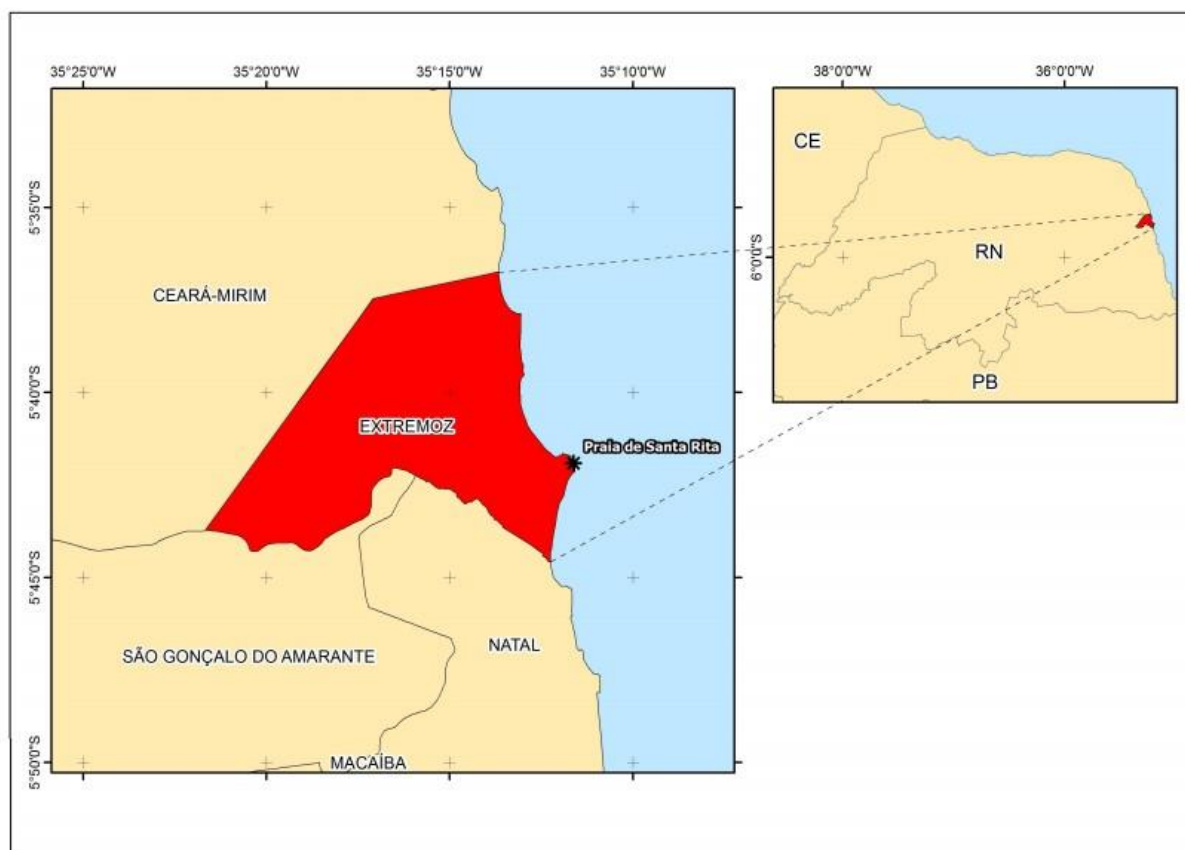 35°25'0"W
35°20'0"W
35°15'0"W
35°10'0"W
38°0'0"W
36°0'0"W
5°35'0"S
5°40'0"S
5°45'0"S
5°50'0"S
6°0'0"S
CEARÁ-MIRIM
EXTREMOZ
Praia de Santa Rita
SÃO GONÇALO DO AMARANTE
NATAL
MACAÍBA
CE
RN
PB